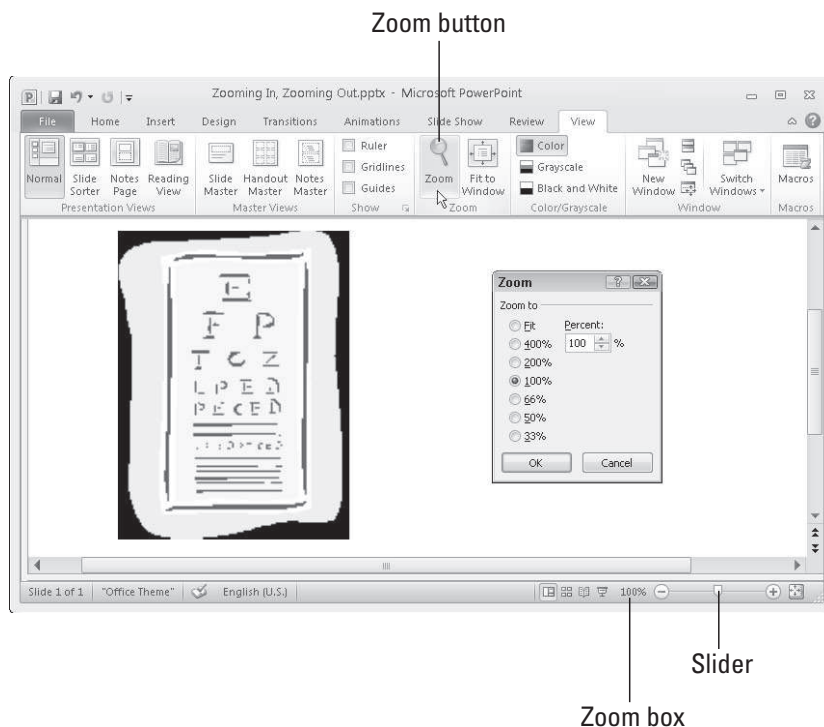 Zoom button
Zooming In, Zooming Out.pptx - Microsoft PowerPoint
File Home Insert Design Transitions Animations Slide Show Review View
Normal Slide Sorter Notes Page Reading View
Presentation Views
Slide Master Handout Master Notes Master
Master Views
Ruler
Gridlines
Guides
Show
Zoom Fit to Window
Zoom
Color
Grayscale
Black and White
Color/Grayscale
New Window Switch Windows
Window
Macros
Macros
E
F P
T O Z
L P E D
P E C F D
Zoom
Zoom to
Fit Percent:
400% 100 %
200%
100%
66%
50%
33%
OK Cancel
Slide 1 of 1 "Office Theme" English (U.S.) 100%
Slider
Zoom box